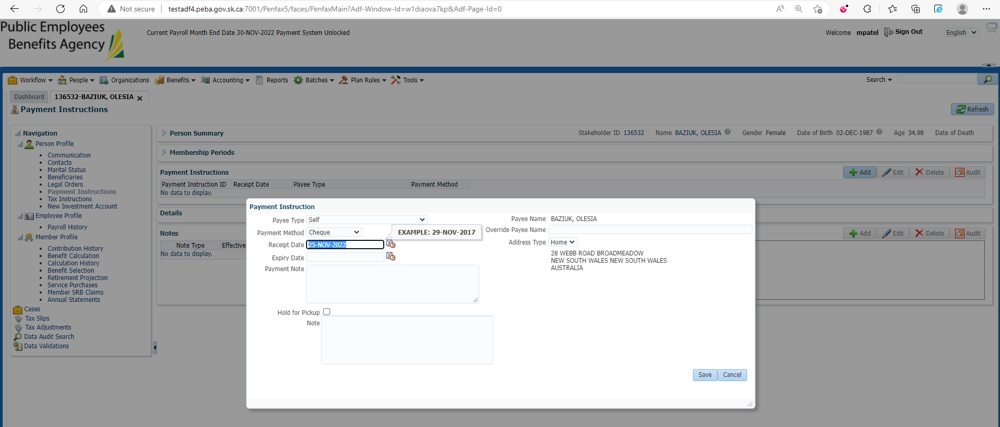 Not secure testadf4.peba.gov.sk.ca:7001/Penfax5/faces/PenfaxMain?Adf-Window-Id=w1diaova7kp&Adf-Page-Id=0
Public Employees
Benefits Agency
Current Payroll Month End Date 30-NOV-2022 Payment System Unlocked
Welcome mpatel Sign Out English
Workflow People Organizations Benefits Accounting Reports Batches Plan Rules Tools Search
Dashboard 136532-BAZIUK, OLESIA
Payment Instructions
Refresh
Navigation
Person Profile
Communication
Contacts
Marital Status
Beneficiaries
Legal Orders
Payment Instructions
Tax Instructions
New Investment Account
Employee Profile
Payroll History
Member Profile
Contribution History
Benefit Calculation
Calculation History
Benefit Selection
Retirement Projection
Service Purchases
Member SRB Claims
Annual Statements
Cases
Tax Slips
Tax Adjustments
Data Audit Search
Data Validations
Person Summary Stakeholder ID 136532 Name BAZIUK, OLESIA Gender Female Date of Birth 02-DEC-1987 Age 34.98 Date of Death
Membership Periods
Payment Instructions Add Edit Delete Audit
Payment Instruction ID Receipt Date Payee Type Payment Method
No data to display.
Details
Notes Add Edit Delete Audit
Note Type Effective
No data to display.
Payment Instruction
Payee Type Self
Payment Method Cheque
EXAMPLE: 29-NOV-2017
Receipt Date 25-NOV-2022
Expiry Date
Payment Note
Hold for Pickup
Note
Payee Name BAZIUK, OLESIA
Override Payee Name
Address Type Home
28 WEBB ROAD BROADMEADOW
NEW SOUTH WALES NEW SOUTH WALES
AUSTRALIA
Save Cancel